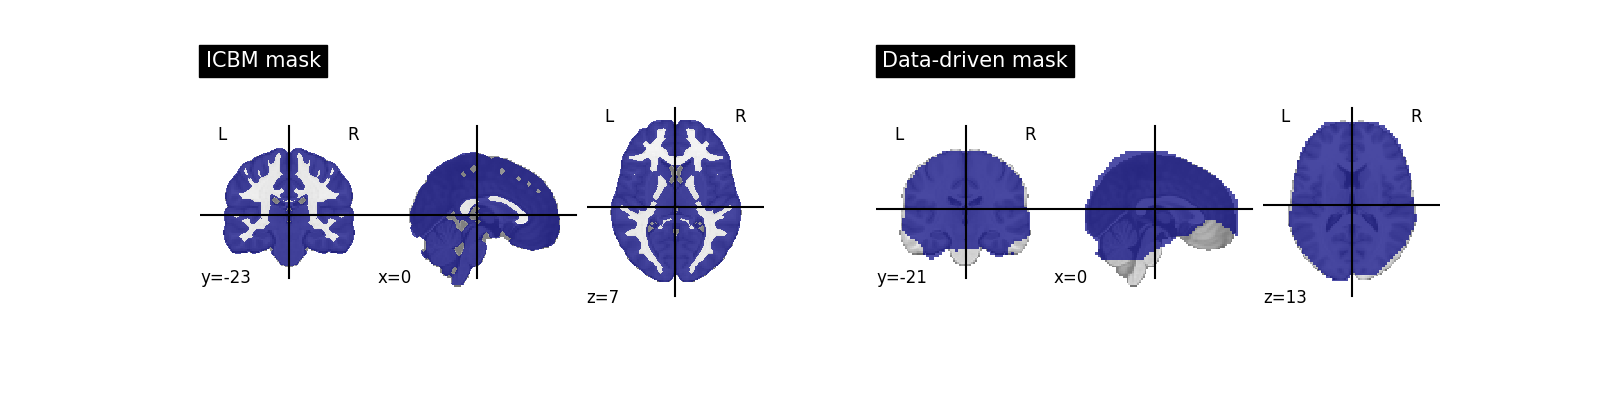 ICBM mask
L R
y=-23
x=0
L R
z=7
Data-driven mask
L R
y=-21
x=0
L R
z=13